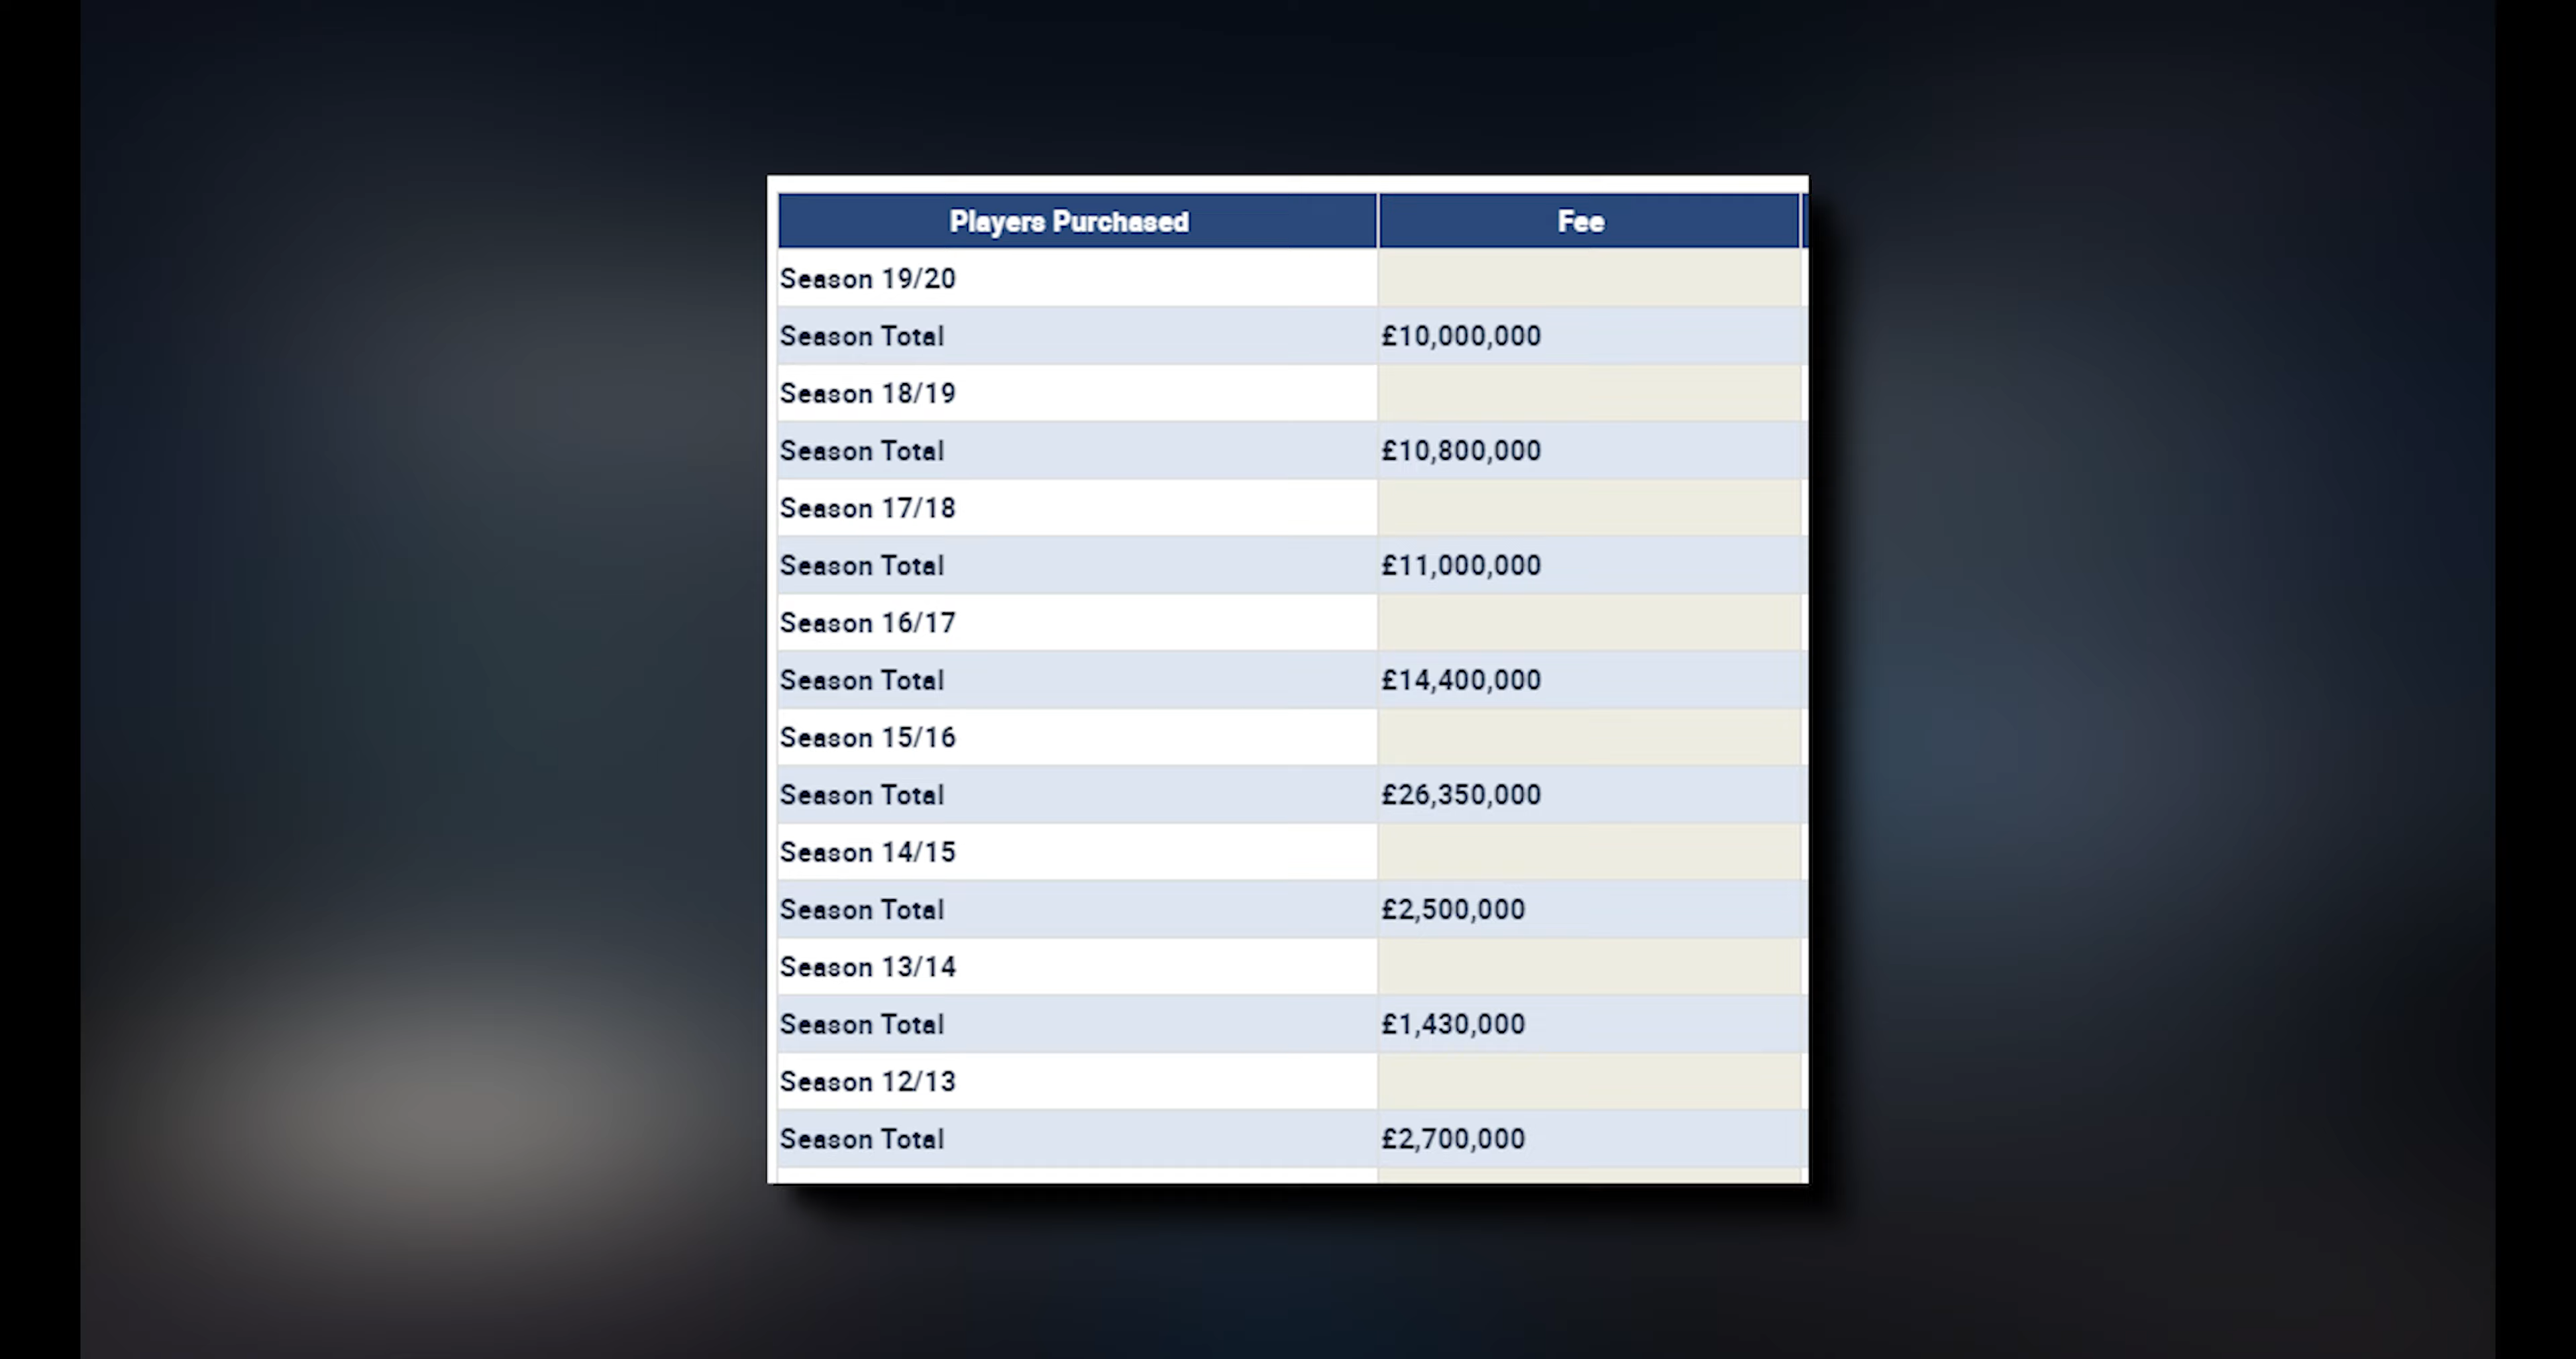 Players Purchased Fee
Season 19/20
Season Total £10,000,000
Season 18/19
Season Total £10,800,000
Season 17/18
Season Total £11,000,000
Season 16/17
Season Total £14,400,000
Season 15/16
Season Total £26,350,000
Season 14/15
Season Total £2,500,000
Season 13/14
Season Total £1,430,000
Season 12/13
Season Total £2,700,000